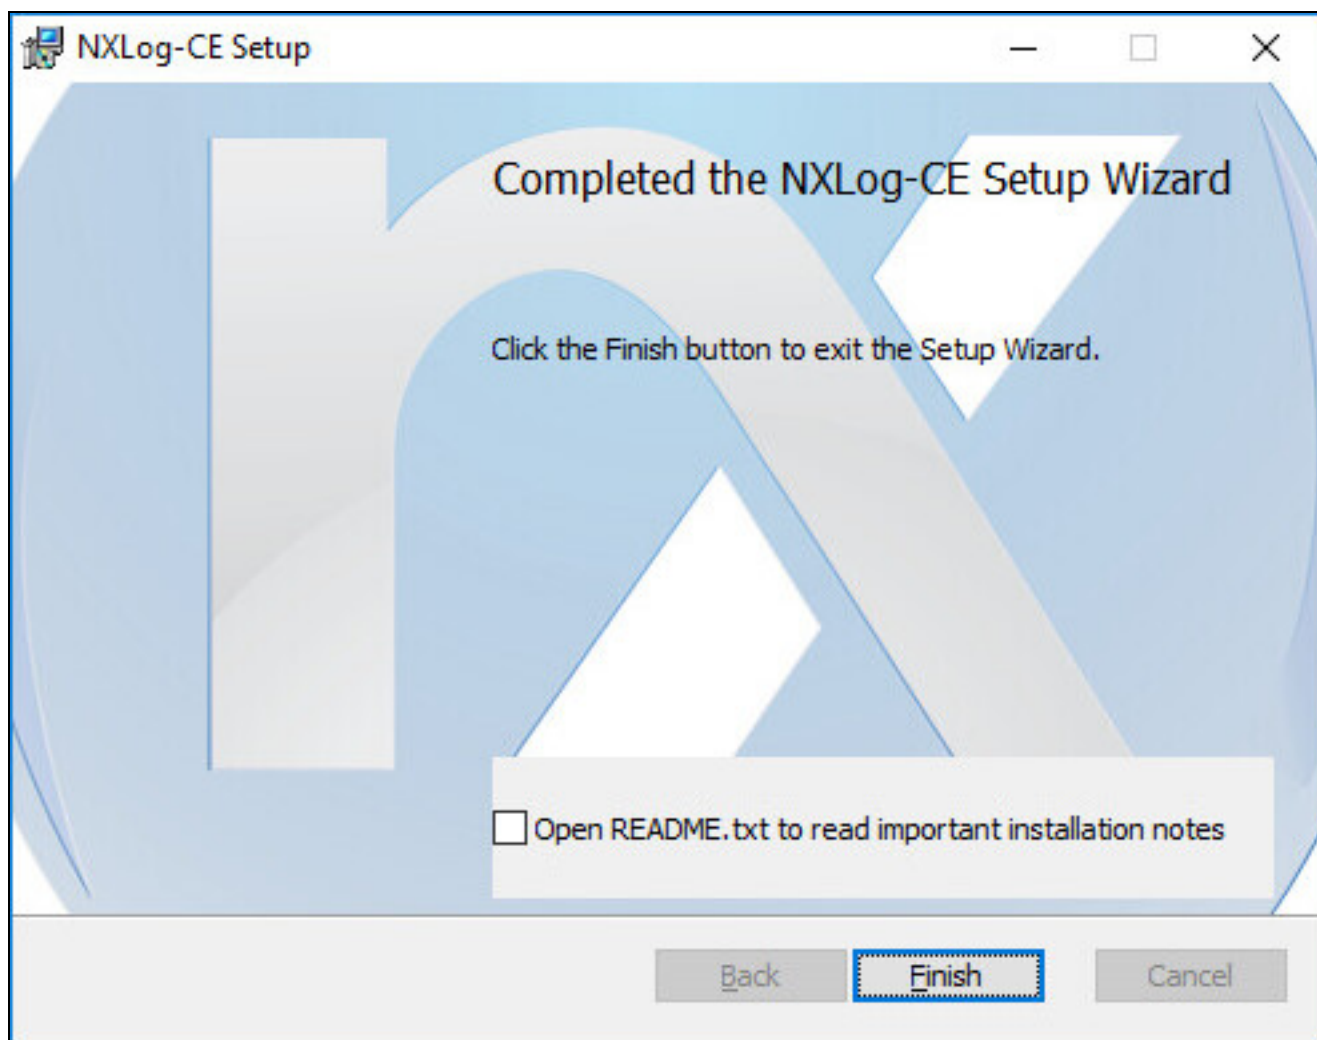 NXLog-CE Setup
Completed the NXLog-CE Setup Wizard
Click the Finish button to exit the Setup Wizard.
Open README.txt to read important installation notes
Back Finish Cancel